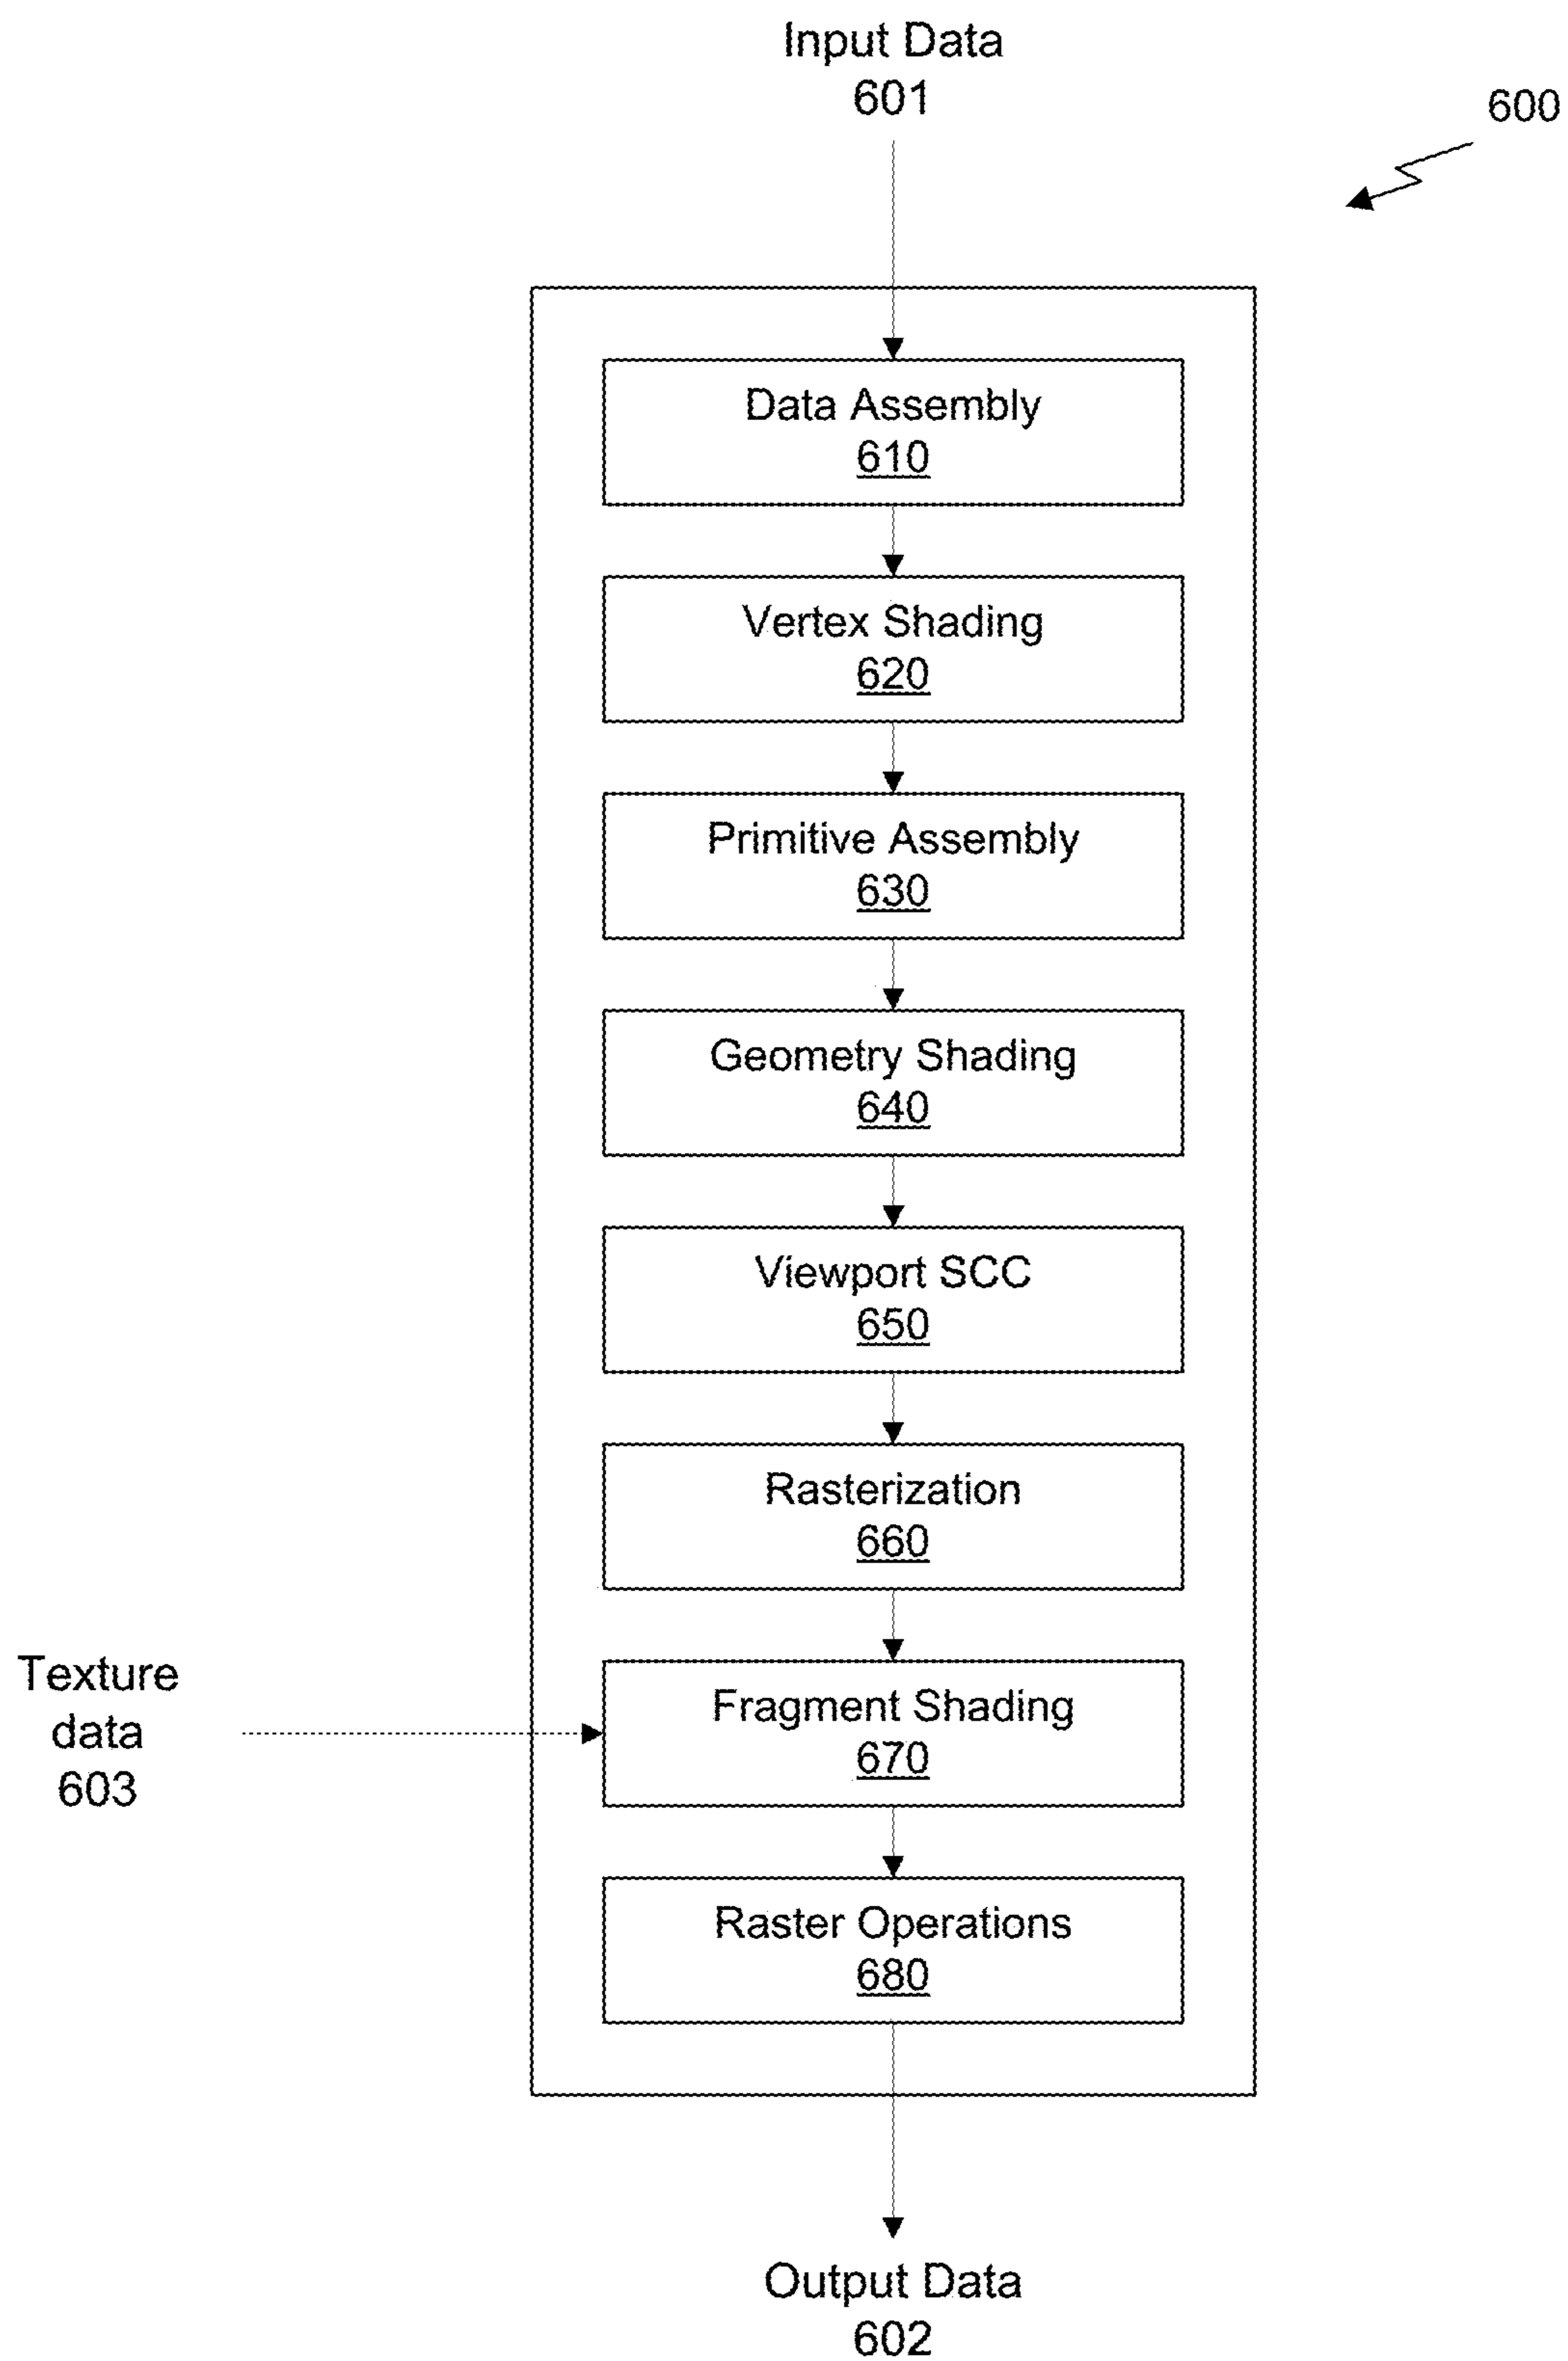 Input Data
601
600
Data Assembly
610
Vertex Shading
620
Primitive Assembly
630
Geometry Shading
640
Viewport SCC
650
Rasterization
660
Texture
data
603
Fragment Shading
670
Raster Operations
680
Output Data
602